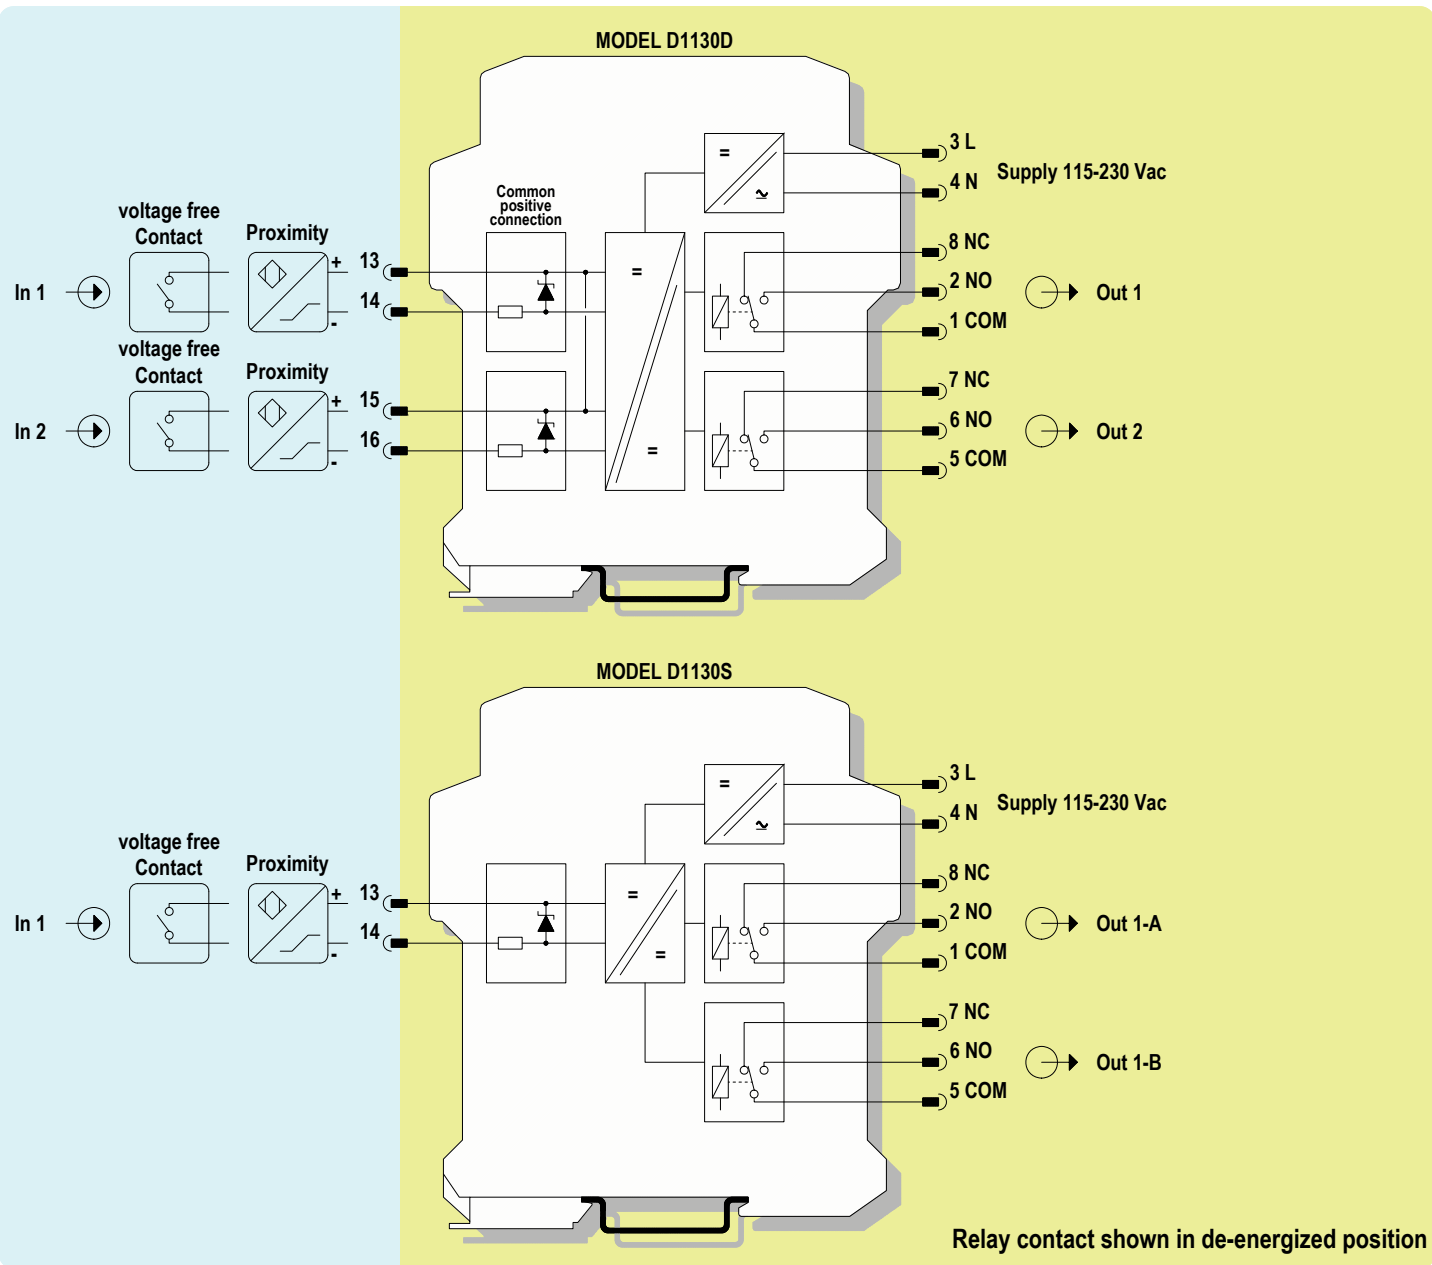 MODEL D1130D
3 L
4 N
Supply 115-230 Vac
Common
positive
connection
voltage free
Contact
Proximity
+
-
13
14
In 1
8 NC
2 NO
1 COM
Out 1
voltage free
Contact
Proximity
+
-
15
16
In 2
7 NC
6 NO
5 COM
Out 2
MODEL D1130S
3 L
4 N
Supply 115-230 Vac
voltage free
Contact
Proximity
+
-
13
14
In 1
8 NC
2 NO
1 COM
Out 1-A
7 NC
6 NO
5 COM
Out 1-B
Relay contact shown in de-energized position